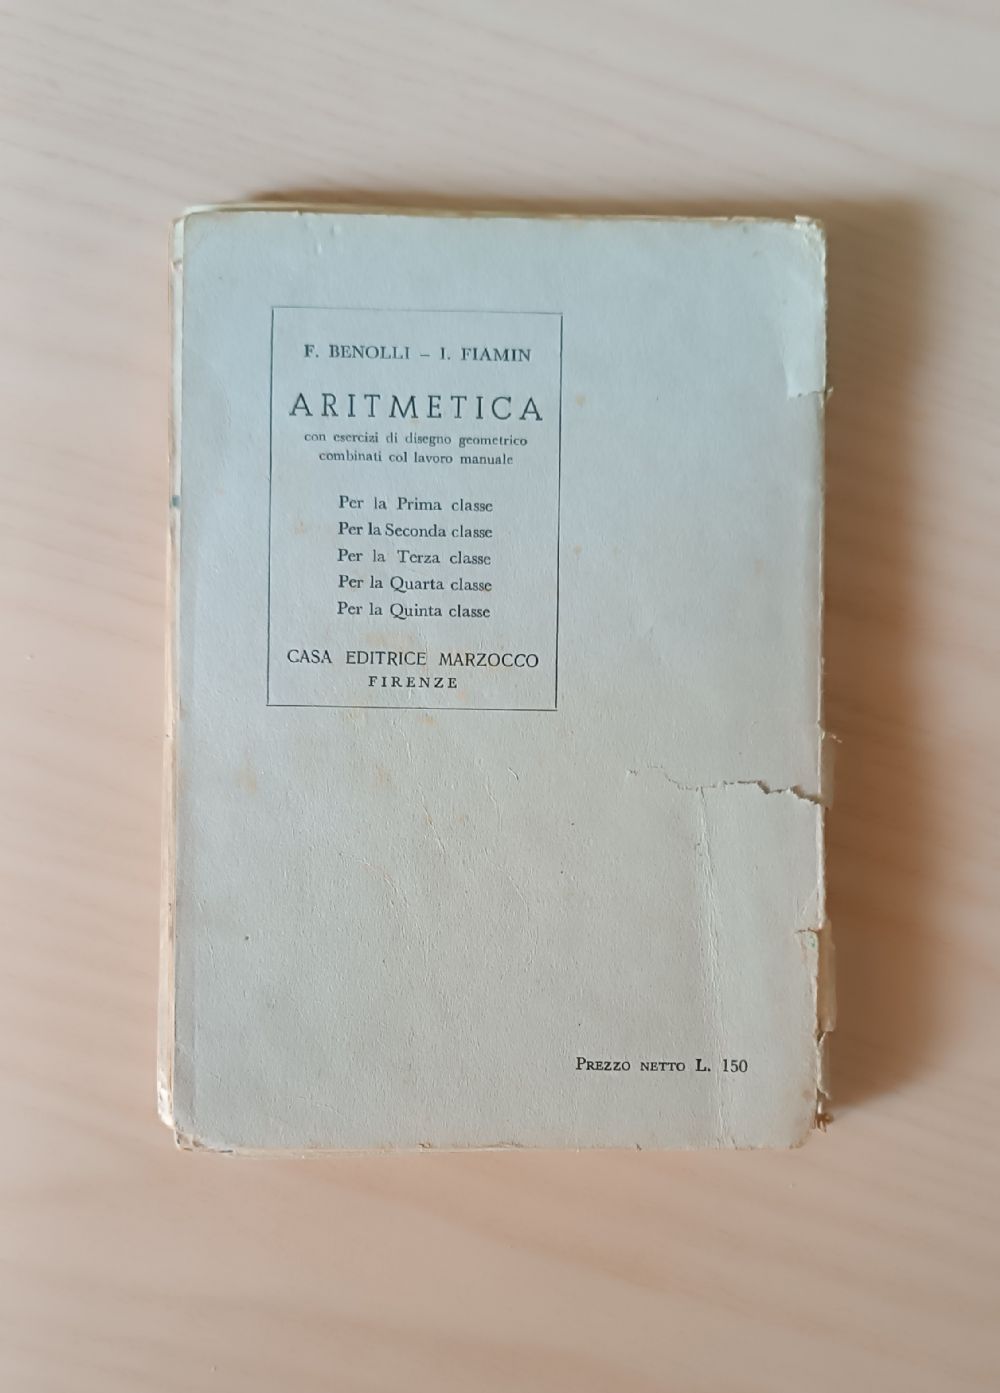 F. BENOLLI – I. FIAMIN
ARITMETICA
con esercizi di disegno geometrico
combinati col lavoro manuale
Per la Prima classe
Per la Seconda classe
Per la Terza classe
Per la Quarta classe
Per la Quinta classe
CASA EDITRICE MARZOCCO
FIRENZE
PREZZO NETTO L. 150